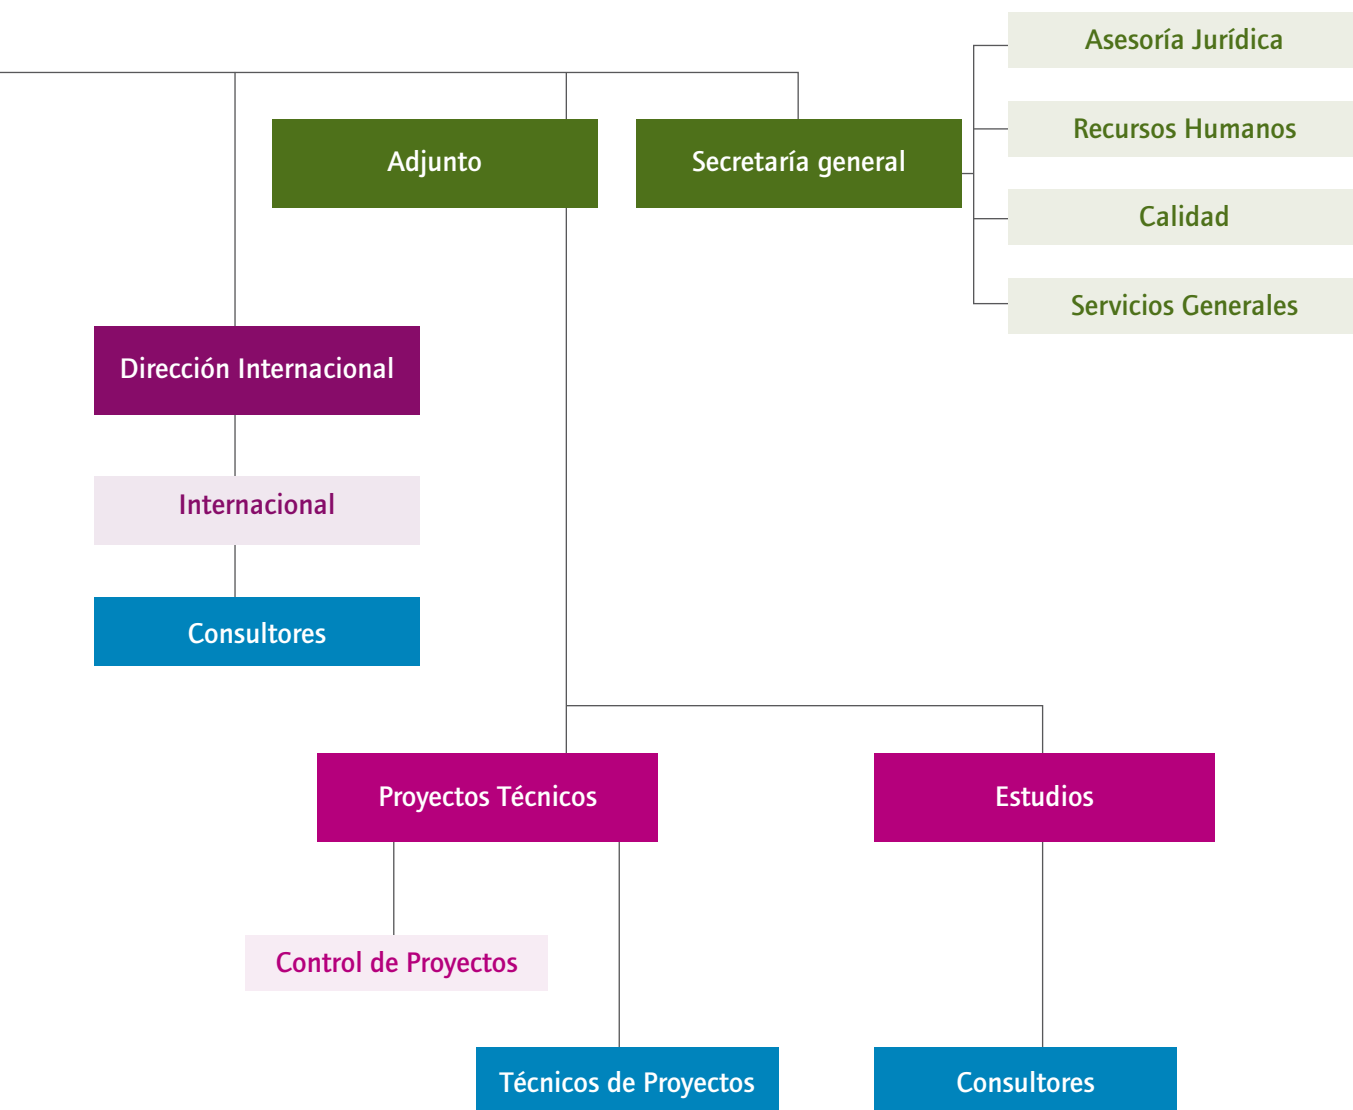 Asesoría Jurídica
Recursos Humanos
Adjunto
Secretaría general
Calidad
Servicios Generales
Dirección Internacional
Internacional
Consultores
Proyectos Técnicos
Estudios
Control de Proyectos
Técnicos de Proyectos
Consultores